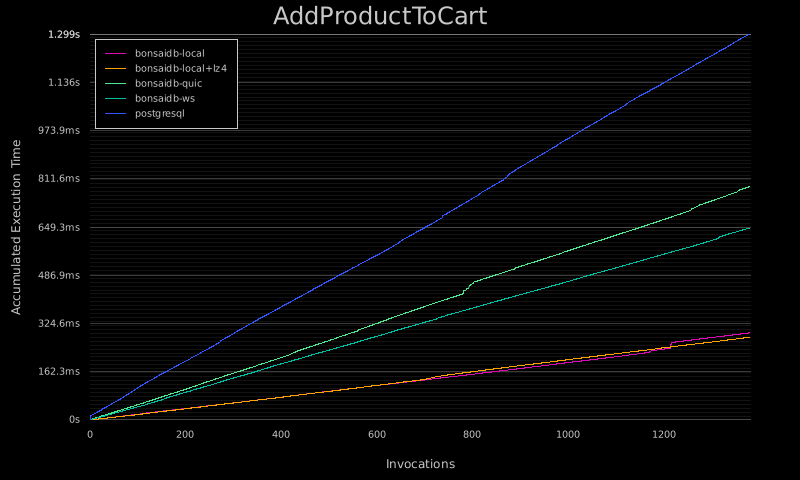 AddProductToCart
1.299s
1.136s
973.9ms
811.6ms
649.3ms
486.9ms
324.6ms
162.3ms
0s
Accumulated Execution Time
bonsaidb-local
bonsaidb-local+lz4
bonsaidb-quic
bonsaidb-ws
postgresql
0
200
400
600
800
1000
1200
Invocations